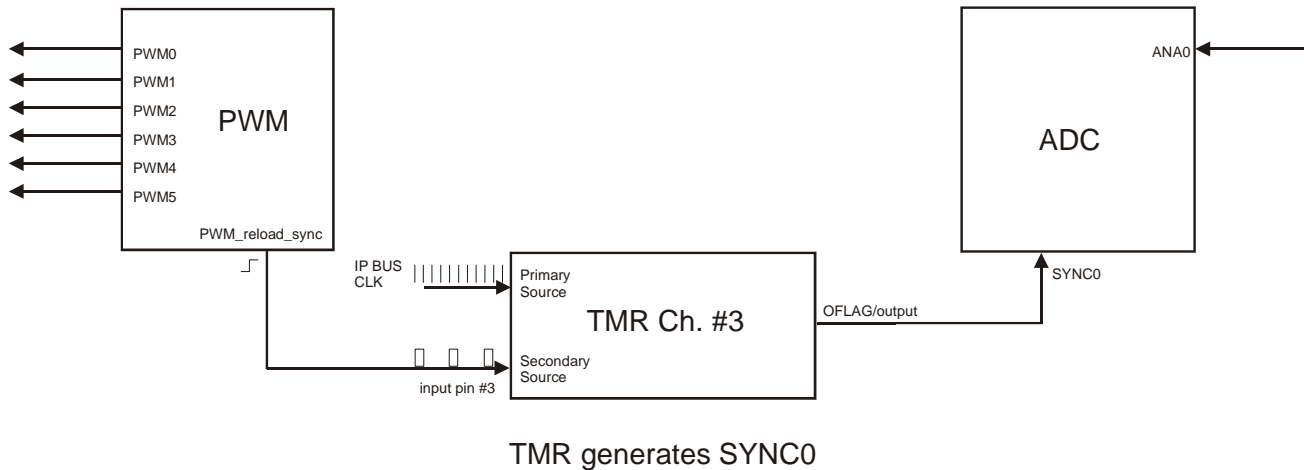 PWM0
PWM1
PWM2
PWM3
PWM4
PWM5
PWM
PWM_reload_sync
ANA0
ADC
SYNC0
IP BUS
CLK
Primary
Source
TMR Ch. #3
OFLAG/output
Secondary
Source
input pin #3
TMR generates SYNC0